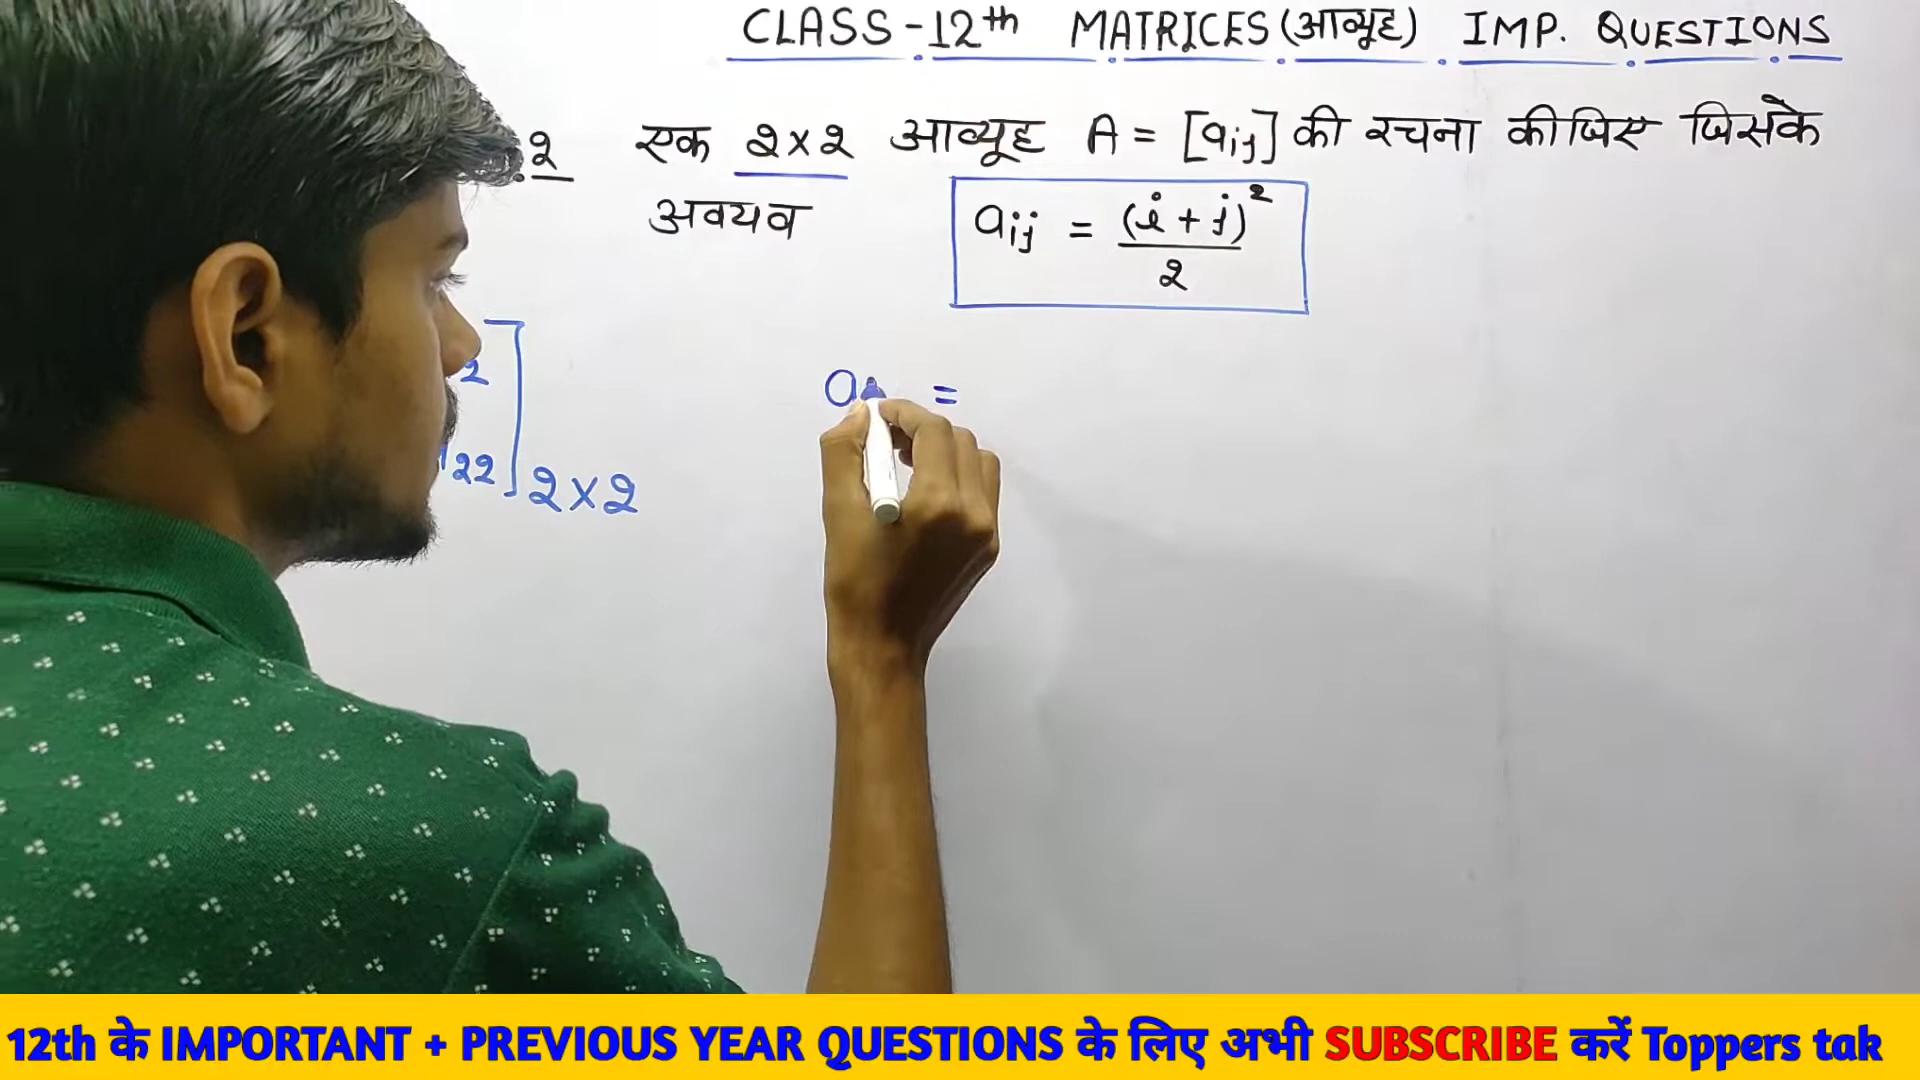 CLASS-12th MATRICES (आव्यूह) IMP. QUESTIONS
.2 एक 2×2 आव्यूह A = [aij] की रचना कीजिए जिसके
अवयव aij = (i + j)² / 2
2
22 ] 2×2
a =
12th के IMPORTANT + PREVIOUS YEAR QUESTIONS के लिए अभी SUBSCRIBE करें Toppers tak